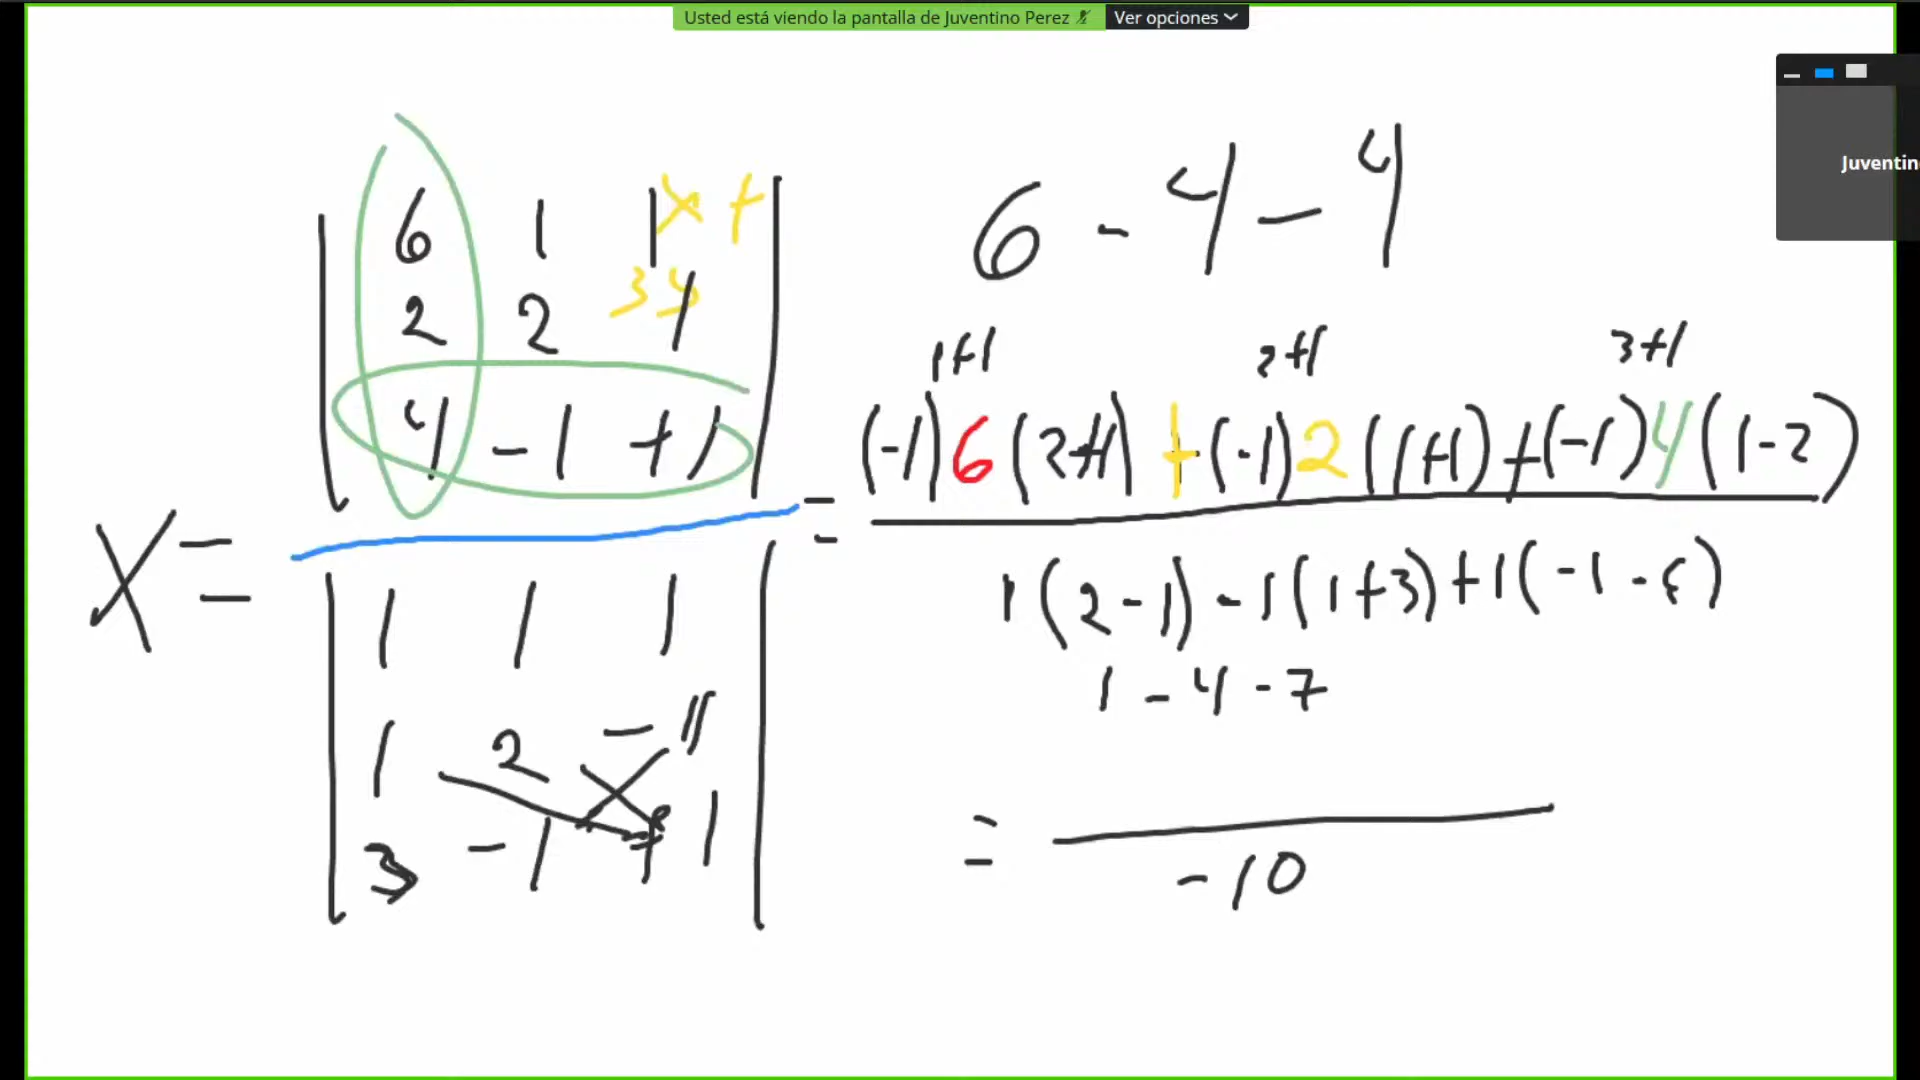 Usted está viendo la pantalla de Juventino Perez Ver opciones
Juventin
6 1 1 x +
2 2 1 3 4
4 -1 +1
6 - 4 - 4
1+1 2+1 3+1
(-1) 6 (2+1) + (-1) 2 (1+1) + (-1) 4 (1-2)
X = =
1 1 1
1 2 -1
3 -1 1
1 (2-1) - 1 (1+3) + 1 (-1-6)
1 - 4 - 7
=
-10